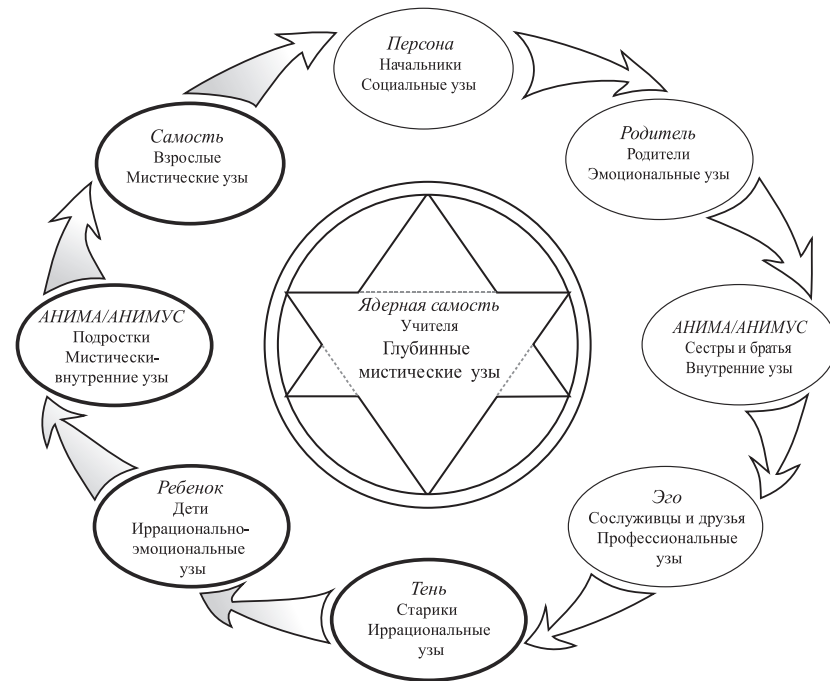 Персона
Начальники
Социальные узы
Родитель
Родители
Эмоциональные узы
АНИМА/АНИМУС
Сестры и братья
Внутренние узы
Эго
Сослуживцы и друзья
Профессиональные
узы
Тень
Старики
Иррациональные
узы
Ребенок
Дети
Иррационально-
эмоциональные
узы
АНИМА/АНИМУС
Подростки
Мистически-
внутренние узы
Самость
Взрослые
Мистические узы
Ядерная самость
Учителя
Глубинные
мистические узы